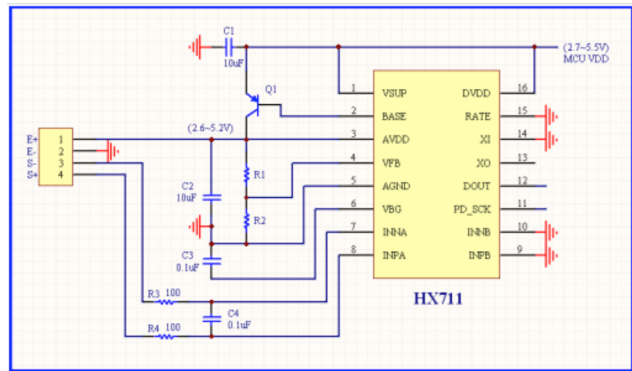 C1
10uF
(2.7~5.5V)
MCU VDD
Q1
1 VSUP DVDD 16
2 BASE RATE 15
(2.6~5.2V)
3 AVDD XI 14
4 VFB XO 13
5 AGND DOUT 12
6 VBG PD_SCK 11
7 INNA INNB 10
8 INPA INPB 9
HX711
E+ 1
E- 2
S- 3
S+ 4
R1
C2
10uF
R2
C3
0.1uF
R3 100
C4
0.1uF
R4 100